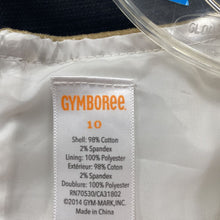 GYMBOREE
10
Shell: 98% Cotton
2% Spandex
Lining: 100% Polyester
Extérieur: 98% Coton
2% Spandex
Doublure: 100% Polyester
RN70530/CA31802
©2014 GYM-MARK, INC.
Made in China